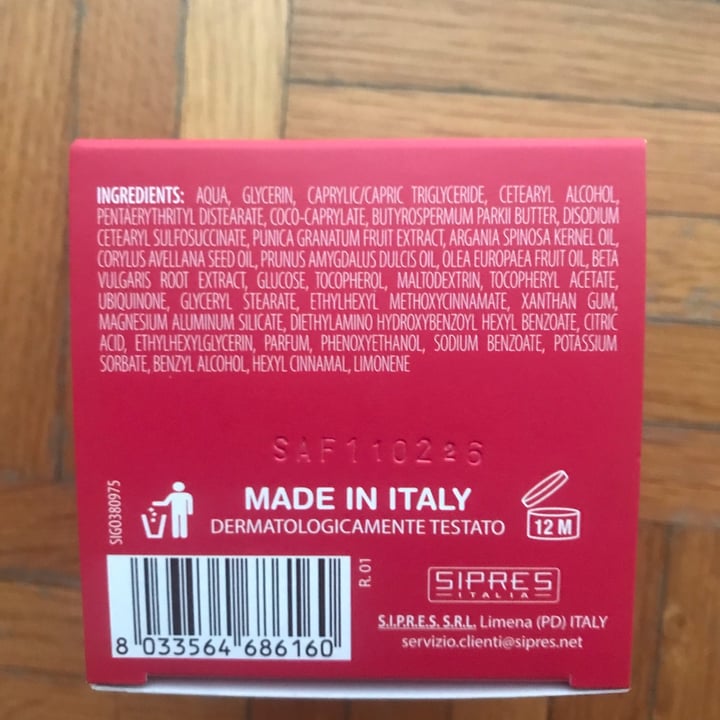 INGREDIENTS: AQUA, GLYCERIN, CAPRYLIC/CAPRIC TRIGLYCERIDE, CETEARYL ALCOHOL,
PENTAERYTHRITYL DISTEARATE, COCO-CAPRYLATE, BUTYROSPERMUM PARKII BUTTER, DISODIUM
CETEARYL SULFOSUCCINATE, PUNICA GRANATUM FRUIT EXTRACT, ARGANIA SPINOSA KERNEL OIL,
CORYLUS AVELLANA SEED OIL, PRUNUS AMYGDALUS DULCIS OIL, OLEA EUROPAEA FRUIT OIL, BETA
VULGARIS ROOT EXTRACT, GLUCOSE, TOCOPHEROL, MALTODEXTRIN, TOCOPHERYL ACETATE,
UBIQUINONE, GLYCERYL STEARATE, ETHYLHEXYL METHOXYCINNAMATE, XANTHAN GUM,
MAGNESIUM ALUMINUM SILICATE, DIETHYLAMINO HYDROXYBENZOYL HEXYL BENZOATE, CITRIC
ACID, ETHYLHEXYLGLYCERIN, PARFUM, PHENOXYETHANOL, SODIUM BENZOATE, POTASSIUM
SORBATE, BENZYL ALCOHOL, HEXYL CINNAMAL, LIMONENE
SAF110226
SIG0380975
MADE IN ITALY
DERMATOLOGICAMENTE TESTATO
12 M
R. 01
8 033564 686160
SIPRES
ITALIA
S.I.P.R.E.S. S.R.L. Limena (PD) ITALY
servizio.clienti@sipres.net